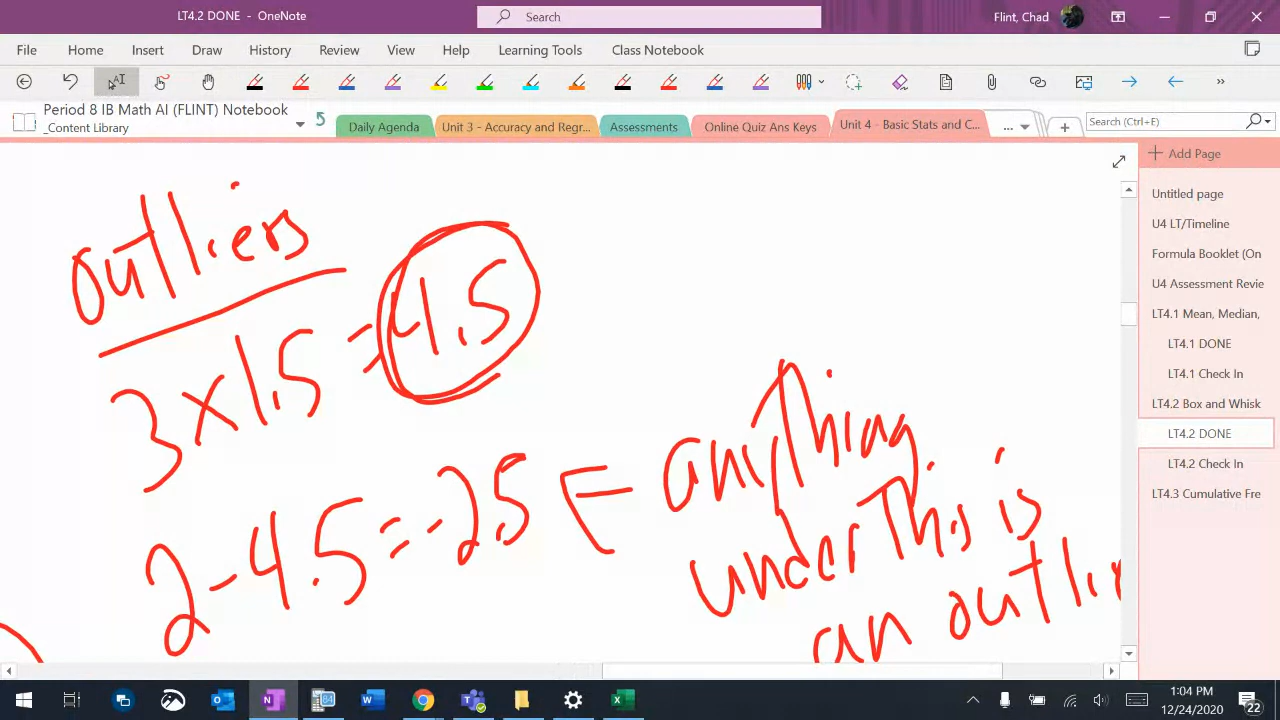 LT4.2 DONE - OneNote
Search
Flint, Chad
File Home Insert Draw History Review View Help Learning Tools Class Notebook
Period 8 IB Math AI (FLINT) Notebook
_Content Library
Daily Agenda
Unit 3 - Accuracy and Regr...
Assessments
Online Quiz Ans Keys
Unit 4 - Basic Stats and C...
...
Search (Ctrl+E)
Add Page
Untitled page
U4 LT/Timeline
Formula Booklet (On
U4 Assessment Revie
LT4.1 Mean, Median,
LT4.1 DONE
LT4.1 Check In
LT4.2 Box and Whisk
LT4.2 DONE
LT4.2 Check In
LT4.3 Cumulative Fre
outliers
3 x 1.5 = 4.5
2 - 4.5 = -2.5 ← anything
under this is
an outlie
1:04 PM
12/24/2020
22